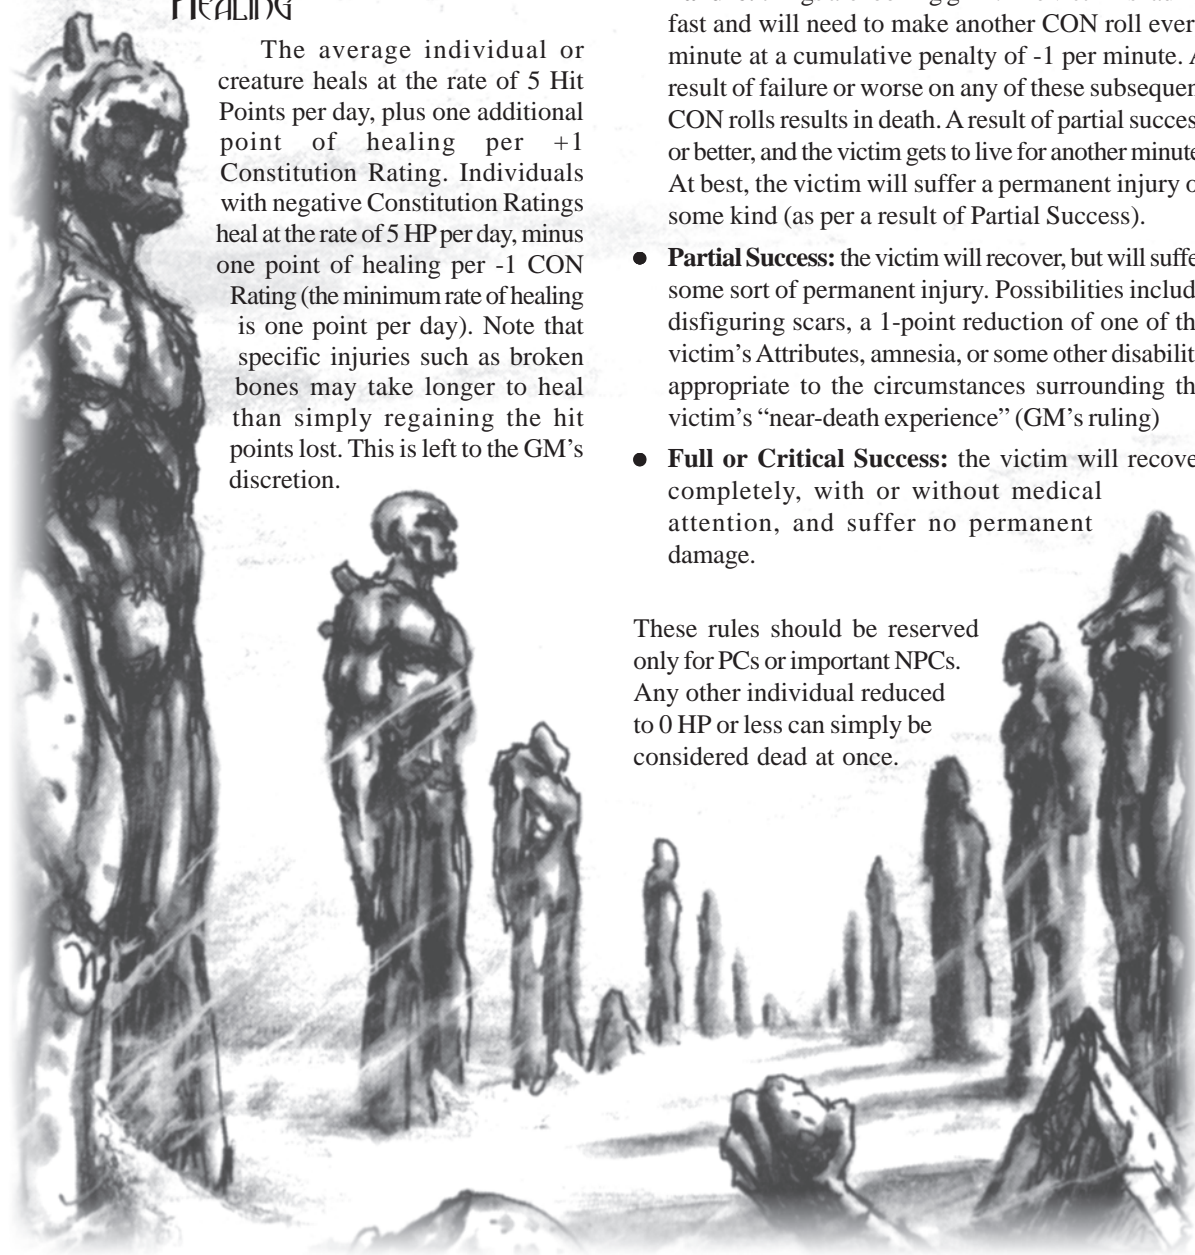 HEALING
The average individual or
creature heals at the rate of 5 Hit
Points per day, plus one additional
point of healing per +1
Constitution Rating. Individuals
with negative Constitution Ratings
heal at the rate of 5 HP per day, minus
one point of healing per -1 CON
Rating (the minimum rate of healing
is one point per day). Note that
specific injuries such as broken
bones may take longer to heal
than simply regaining the hit
points lost. This is left to the GM's
discretion.
fast and will need to make another CON roll ever
minute at a cumulative penalty of -1 per minute. A
result of failure or worse on any of these subsequen
CON rolls results in death. A result of partial succes
or better, and the victim gets to live for another minute
At best, the victim will suffer a permanent injury o
some kind (as per a result of Partial Success).
● Partial Success: the victim will recover, but will suffe
some sort of permanent injury. Possibilities includ
disfiguring scars, a 1-point reduction of one of th
victim's Attributes, amnesia, or some other disabilit
appropriate to the circumstances surrounding th
victim's “near-death experience” (GM's ruling)
● Full or Critical Success: the victim will recove
completely, with or without medical
attention, and suffer no permanent
damage.
These rules should be reserved
only for PCs or important NPCs.
Any other individual reduced
to 0 HP or less can simply be
considered dead at once.